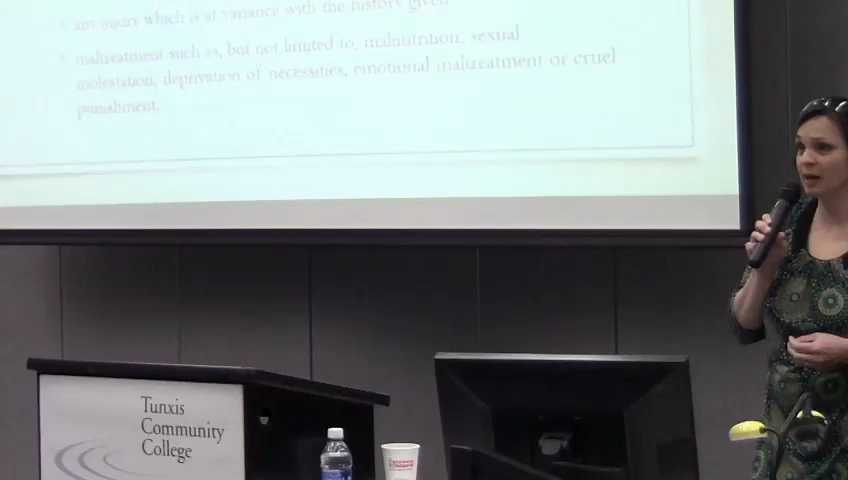 an injury which is at variance with the history given
maltreatment such as, but not limited to, malnutrition, sexual
molestation, deprivation of necessities, emotional maltreatment or cruel
punishment.
Tunxis
Community
College